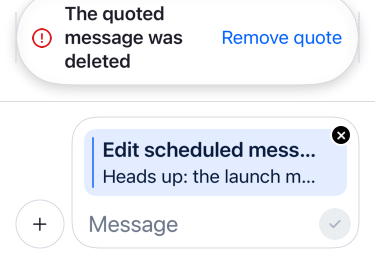 The quoted
message was
deleted
Remove quote
Edit scheduled mess...
Heads up: the launch m...
Message